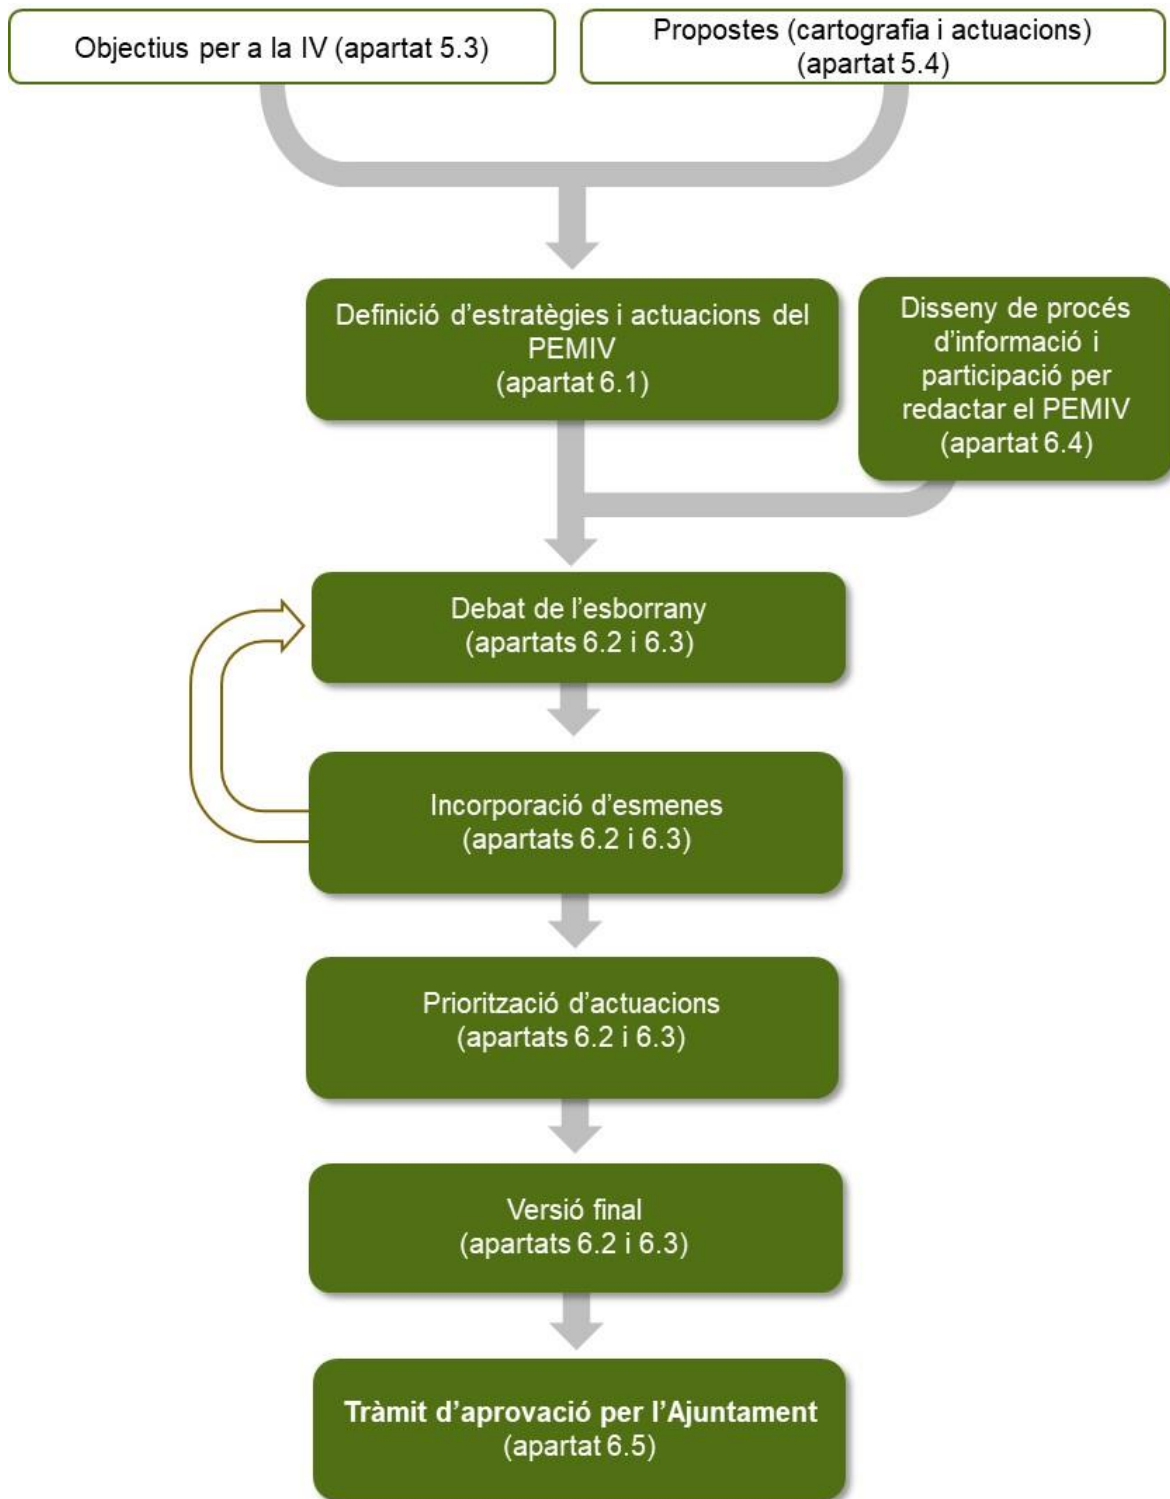 Objectius per a la IV (apartat 5.3)
Propostes (cartografia i actuacions)
(apartat 5.4)
Definició d’estratègies i actuacions del
PEMIV
(apartat 6.1)
Disseny de procés
d’informació i
participació per
redactar el PEMIV
(apartat 6.4)
Debat de l’esborrany
(apartats 6.2 i 6.3)
Incorporació d’esmenes
(apartats 6.2 i 6.3)
Priorització d’actuacions
(apartats 6.2 i 6.3)
Versió final
(apartats 6.2 i 6.3)
Tràmit d’aprovació per l’Ajuntament
(apartat 6.5)